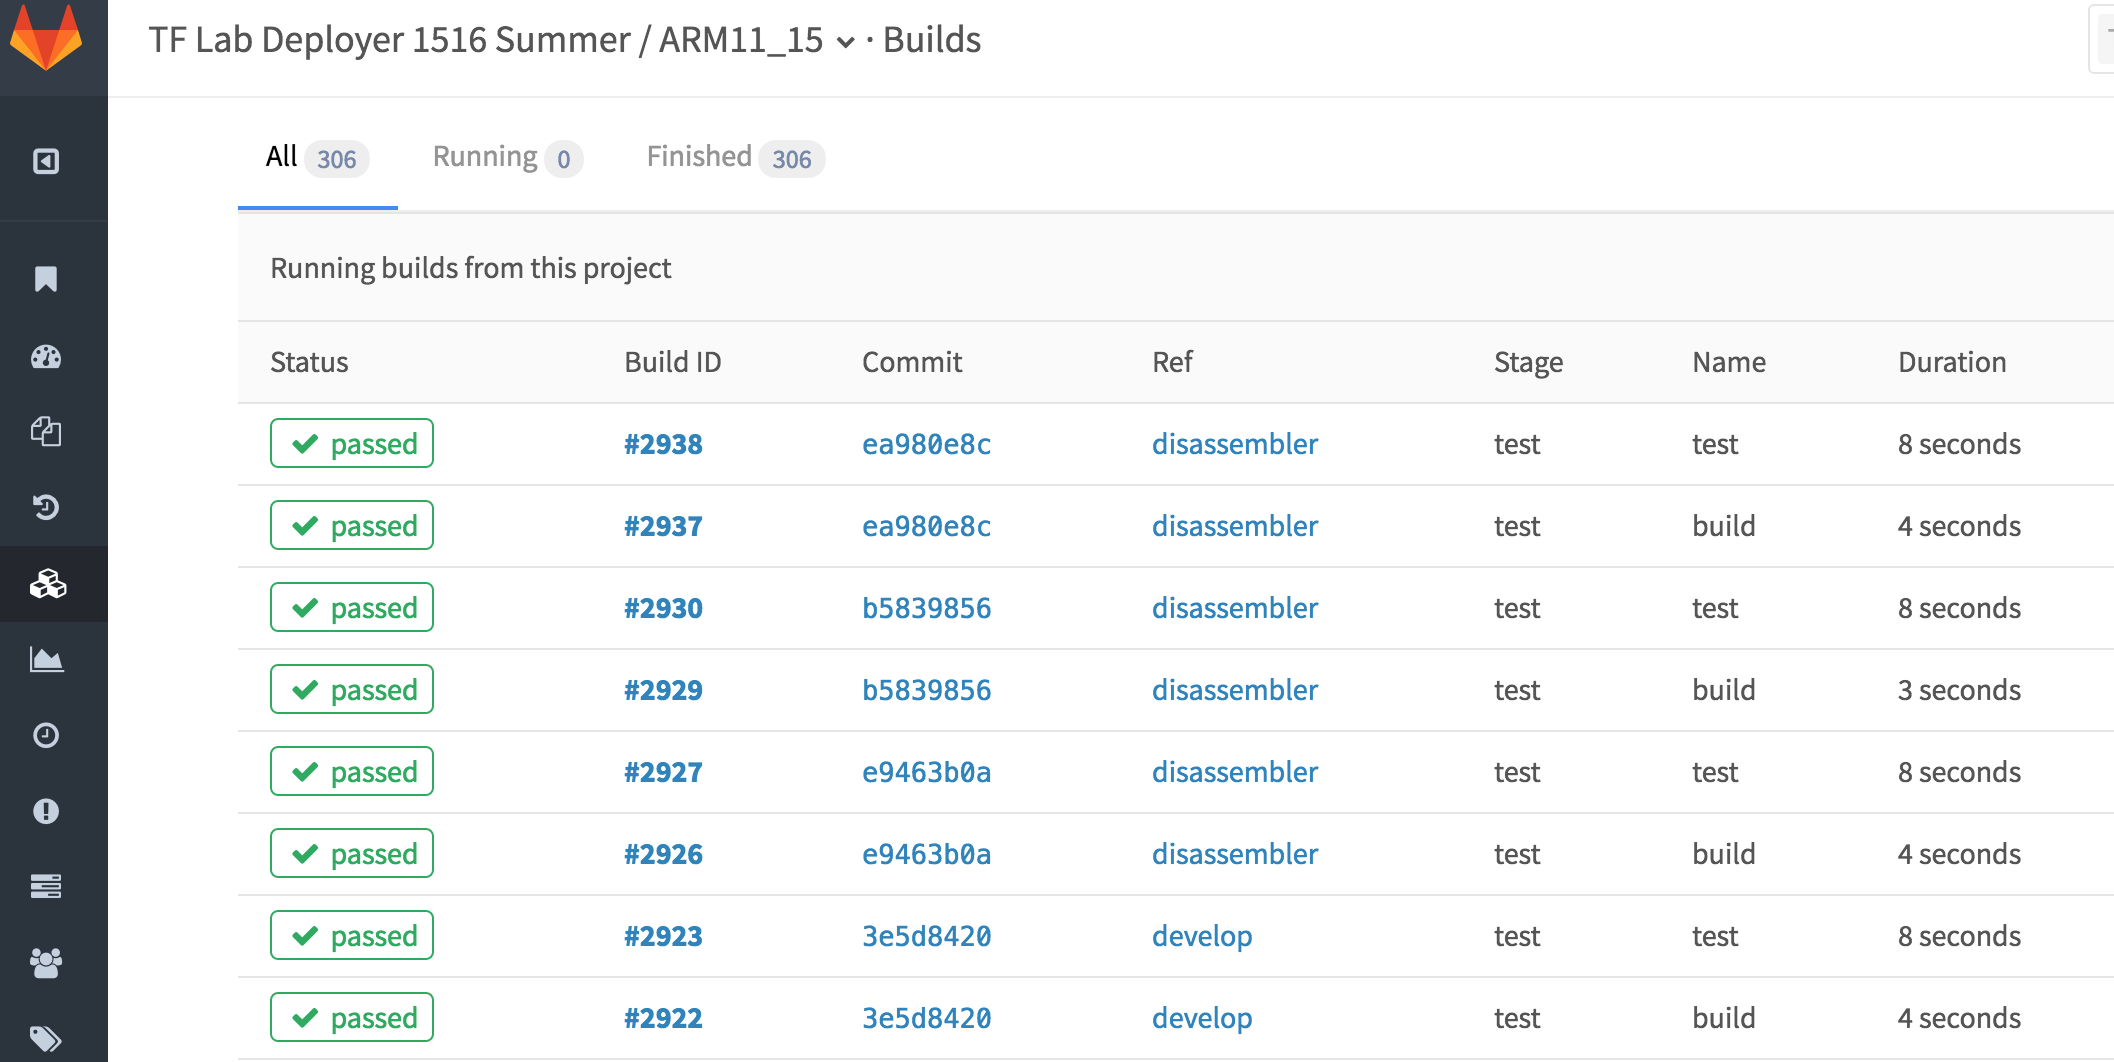 TF Lab Deployer 1516 Summer / ARM11_15 · Builds
All 306 Running 0 Finished 306
Running builds from this project
Status Build ID Commit Ref Stage Name Duration
passed #2938 ea980e8c disassembler test test 8 seconds
passed #2937 ea980e8c disassembler test build 4 seconds
passed #2930 b5839856 disassembler test test 8 seconds
passed #2929 b5839856 disassembler test build 3 seconds
passed #2927 e9463b0a disassembler test test 8 seconds
passed #2926 e9463b0a disassembler test build 4 seconds
passed #2923 3e5d8420 develop test test 8 seconds
passed #2922 3e5d8420 develop test build 4 seconds